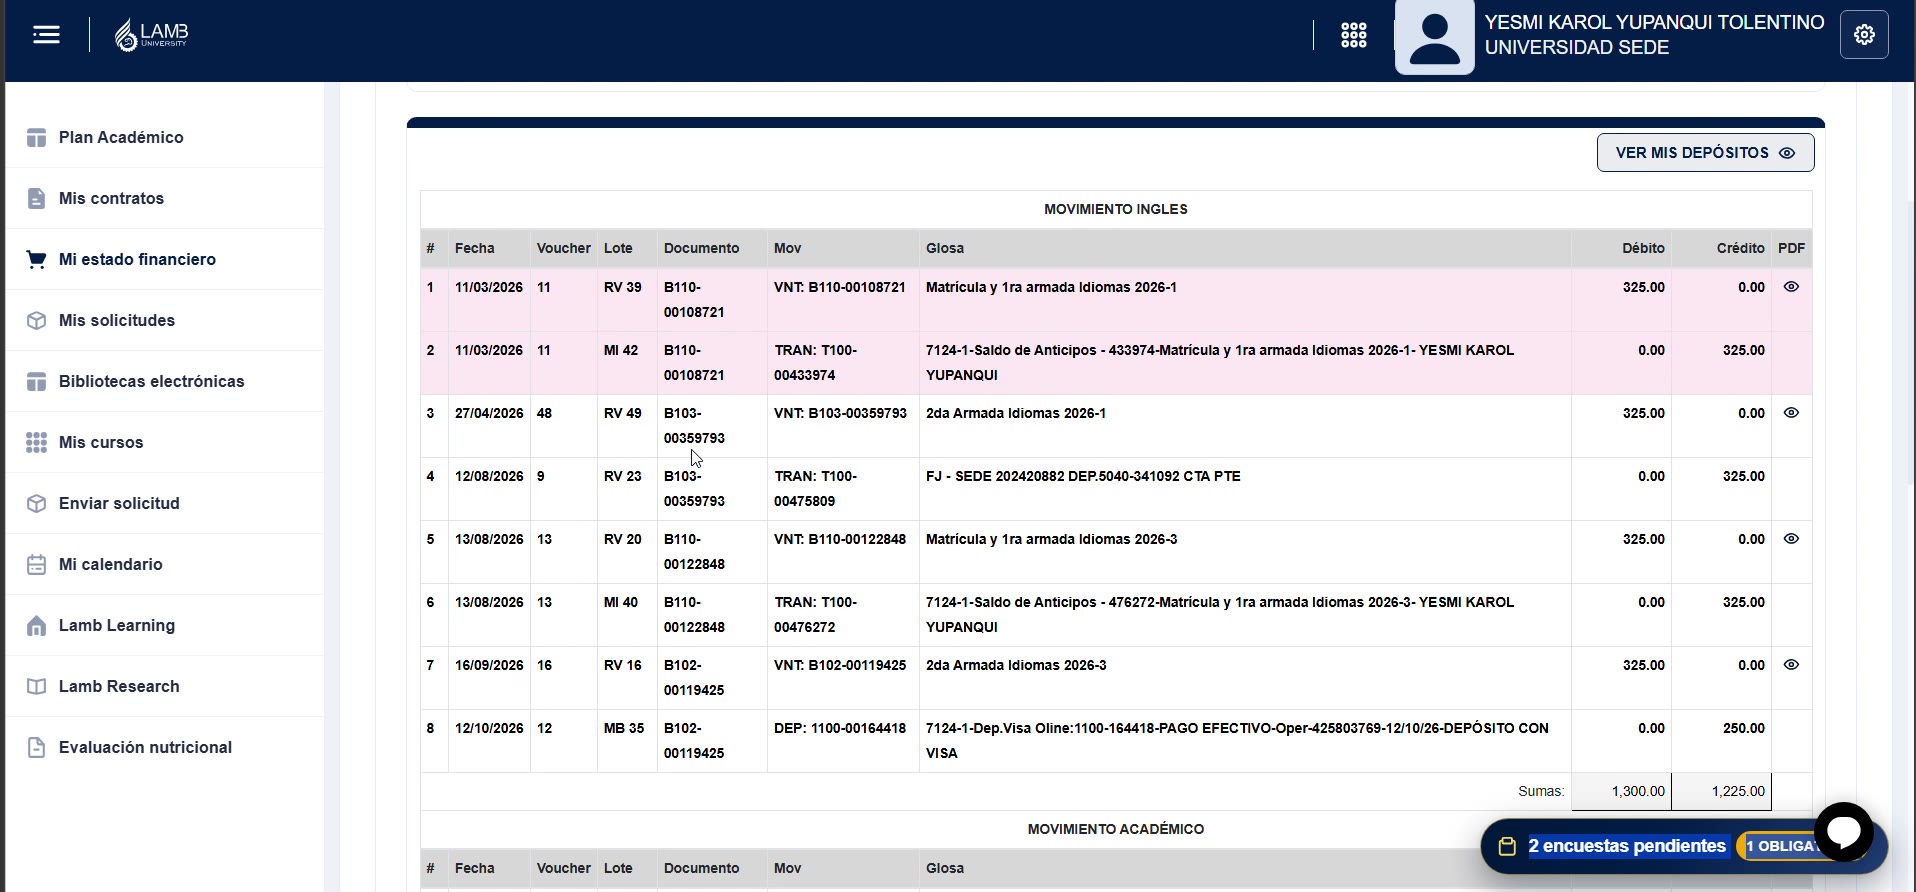 LAMB
UNIVERSITY
YESMI KAROL YUPANQUI TOLENTINO
UNIVERSIDAD SEDE
Plan Académico
Mis contratos
Mi estado financiero
Mis solicitudes
Bibliotecas electrónicas
Mis cursos
Enviar solicitud
Mi calendario
Lamb Learning
Lamb Research
Evaluación nutricional
VER MIS DEPÓSITOS
MOVIMIENTO INGLES
# Fecha Voucher Lote Documento Mov Glosa Débito Crédito PDF
1 11/03/2026 11 RV 39 B110- VNT: B110-00108721 Matrícula y 1ra armada Idiomas 2026-1 325.00 0.00
00108721
2 11/03/2026 11 MI 42 B110- TRAN: T100- 7124-1-Saldo de Anticipos - 433974-Matrícula y 1ra armada Idiomas 2026-1- YESMI KAROL 0.00 325.00
00108721 00433974 YUPANQUI
3 27/04/2026 48 RV 49 B103- VNT: B103-00359793 2da Armada Idiomas 2026-1 325.00 0.00
00359793
4 12/08/2026 9 RV 23 B103- TRAN: T100- FJ - SEDE 202420882 DEP.5040-341092 CTA PTE 0.00 325.00
00359793 00475809
5 13/08/2026 13 RV 20 B110- VNT: B110-00122848 Matrícula y 1ra armada Idiomas 2026-3 325.00 0.00
00122848
6 13/08/2026 13 MI 40 B110- TRAN: T100- 7124-1-Saldo de Anticipos - 476272-Matrícula y 1ra armada Idiomas 2026-3- YESMI KAROL 0.00 325.00
00122848 00476272 YUPANQUI
7 16/09/2026 16 RV 16 B102- VNT: B102-00119425 2da Armada Idiomas 2026-3 325.00 0.00
00119425
8 12/10/2026 12 MB 35 B102- DEP: 1100-00164418 7124-1-Dep.Visa Oline:1100-164418-PAGO EFECTIVO-Oper-425803769-12/10/26-DEPÓSITO CON 0.00 250.00
00119425 VISA
Sumas: 1,300.00 1,225.00
MOVIMIENTO ACADÉMICO
# Fecha Voucher Lote Documento Mov Glosa
2 encuestas pendientes 1 OBLIGAT